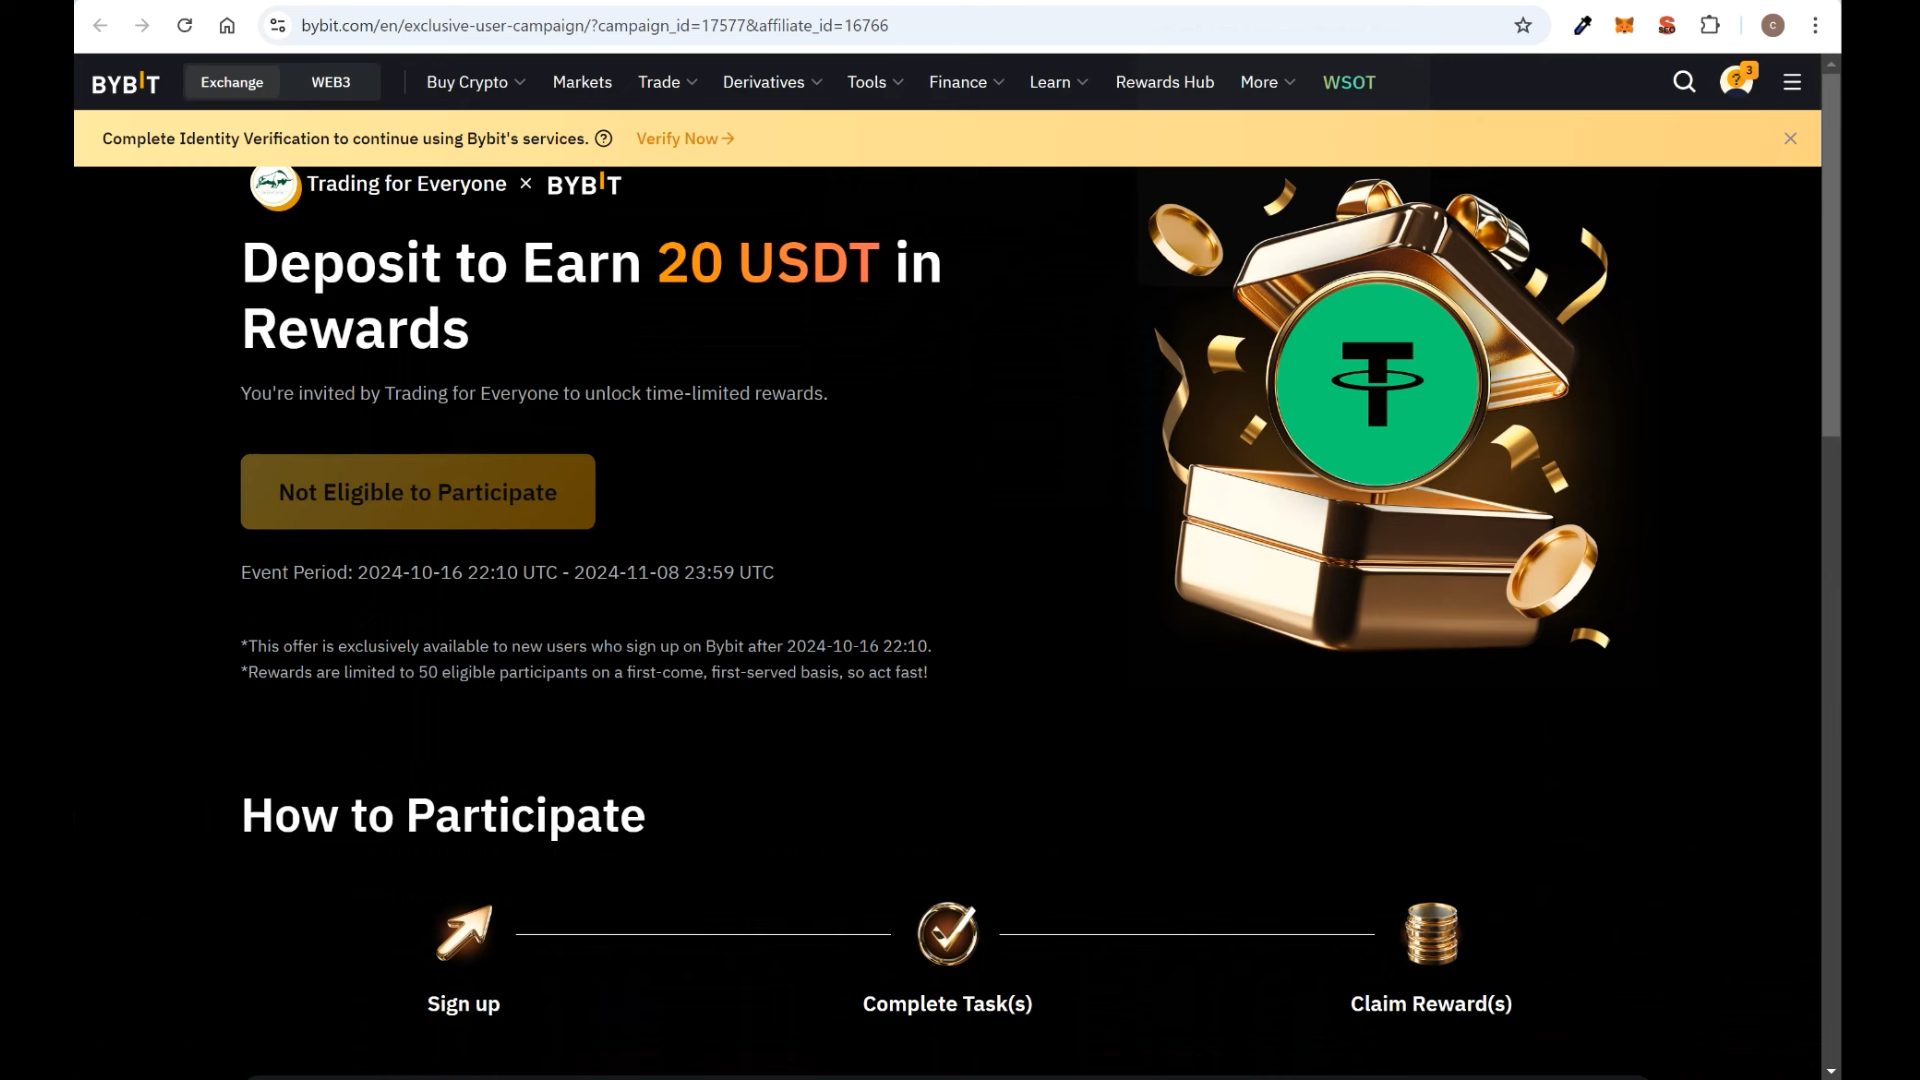 bybit.com/en/exclusive-user-campaign/?campaign_id=17577&affiliate_id=16766
SEO
C
BYBIT
Exchange
WEB3
Buy Crypto
Markets
Trade
Derivatives
Tools
Finance
Learn
Rewards Hub
More
WSOT
3
Complete Identity Verification to continue using Bybit's services.
Verify Now
Trading for Everyone × BYBIT
Deposit to Earn 20 USDT in
Rewards
You're invited by Trading for Everyone to unlock time-limited rewards.
Not Eligible to Participate
Event Period: 2024-10-16 22:10 UTC - 2024-11-08 23:59 UTC
*This offer is exclusively available to new users who sign up on Bybit after 2024-10-16 22:10.
*Rewards are limited to 50 eligible participants on a first-come, first-served basis, so act fast!
How to Participate
Sign up
Complete Task(s)
Claim Reward(s)